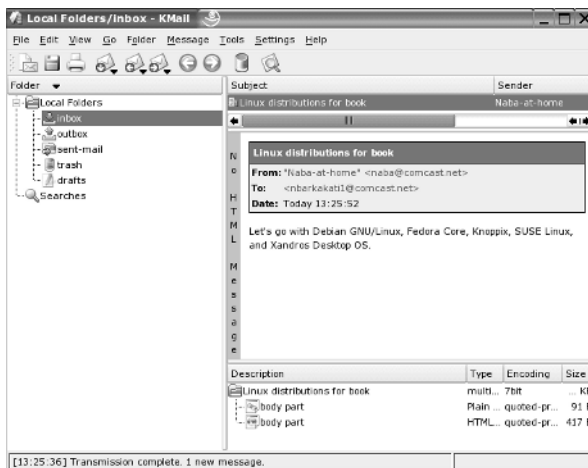 Local Folders/inbox - KMail
File Edit View Go Folder Message Tools Settings Help
Folder
Local Folders
inbox
outbox
sent-mail
trash
drafts
Searches
Subject Sender
Linux distributions for book Naba-at-home
No HTML Message
Linux distributions for book
From: "Naba-at-home" <naba@comcast.net>
To: <nbarkakati1@comcast.net>
Date: Today 13:25:52
Let's go with Debian GNU/Linux, Fedora Core, Knoppix, SUSE Linux,
and Xandros Desktop OS.
Description Type Encoding Size
Linux distributions for book multi... 7bit ... K
body part Plain ... quoted-pr... 91
body part HTML... quoted-pr... 417
[13:25:36] Transmission complete. 1 new message.